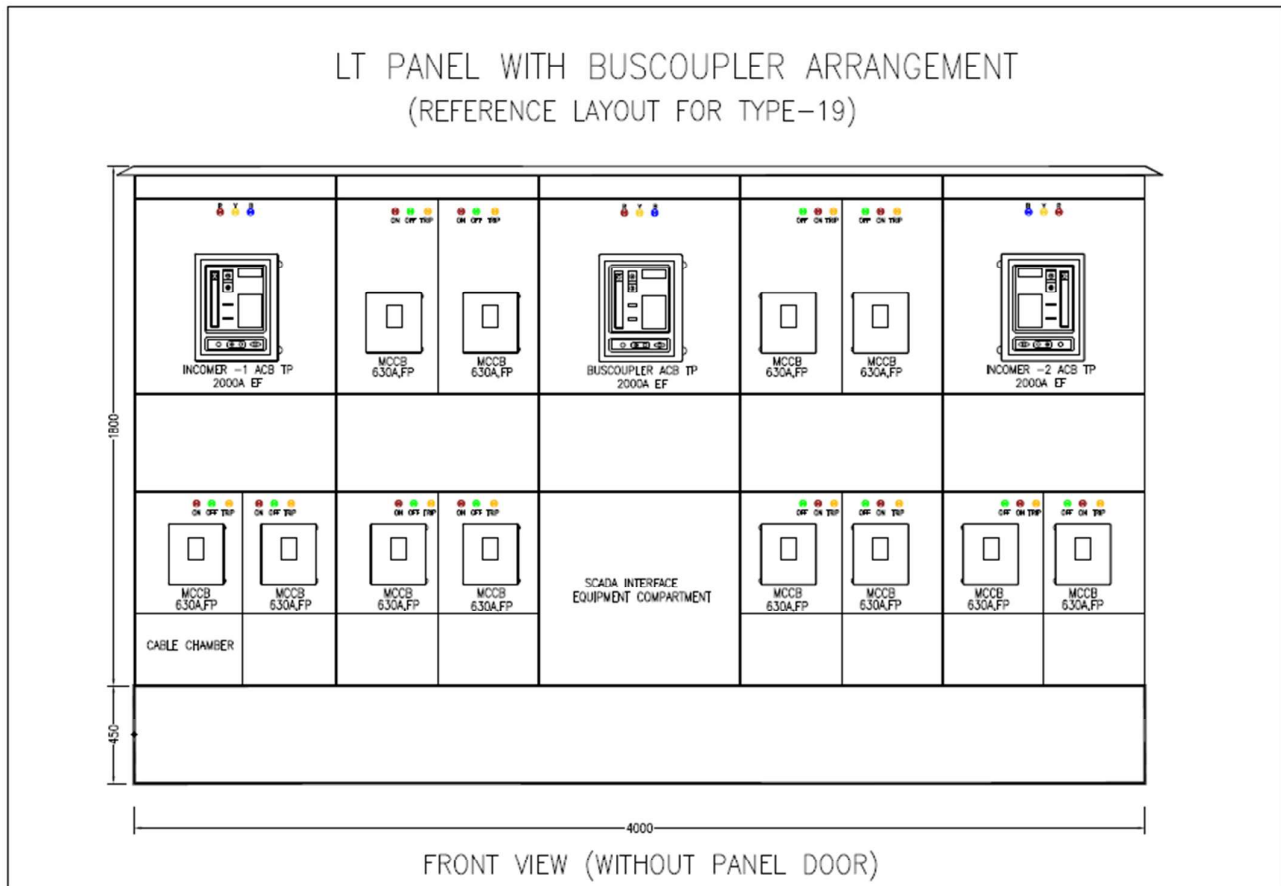 LT PANEL WITH BUSCOUPLER ARRANGEMENT
(REFERENCE LAYOUT FOR TYPE-19)
R Y B
ON OFF TRIP
ON OFF TRIP
R Y B
OFF ON TRIP
OFF ON TRIP
B Y R
INCOMER -1 ACB TP
2000A EF
MCCB
630A,FP
MCCB
630A,FP
BUSCOUPLER ACB TP
2000A EF
MCCB
630A,FP
MCCB
630A,FP
INCOMER -2 ACB TP
2000A EF
1800
ON OFF TRIP
ON OFF TRIP
ON OFF TRIP
ON OFF TRIP
OFF ON TRIP
OFF ON TRIP
OFF ON TRIP
OFF ON TRIP
MCCB
630A,FP
MCCB
630A,FP
MCCB
630A,FP
MCCB
630A,FP
SCADA INTERFACE
EQUIPMENT COMPARTMENT
MCCB
630A,FP
MCCB
630A,FP
MCCB
630A,FP
MCCB
630A,FP
CABLE CHAMBER
450
4000
FRONT VIEW (WITHOUT PANEL DOOR)